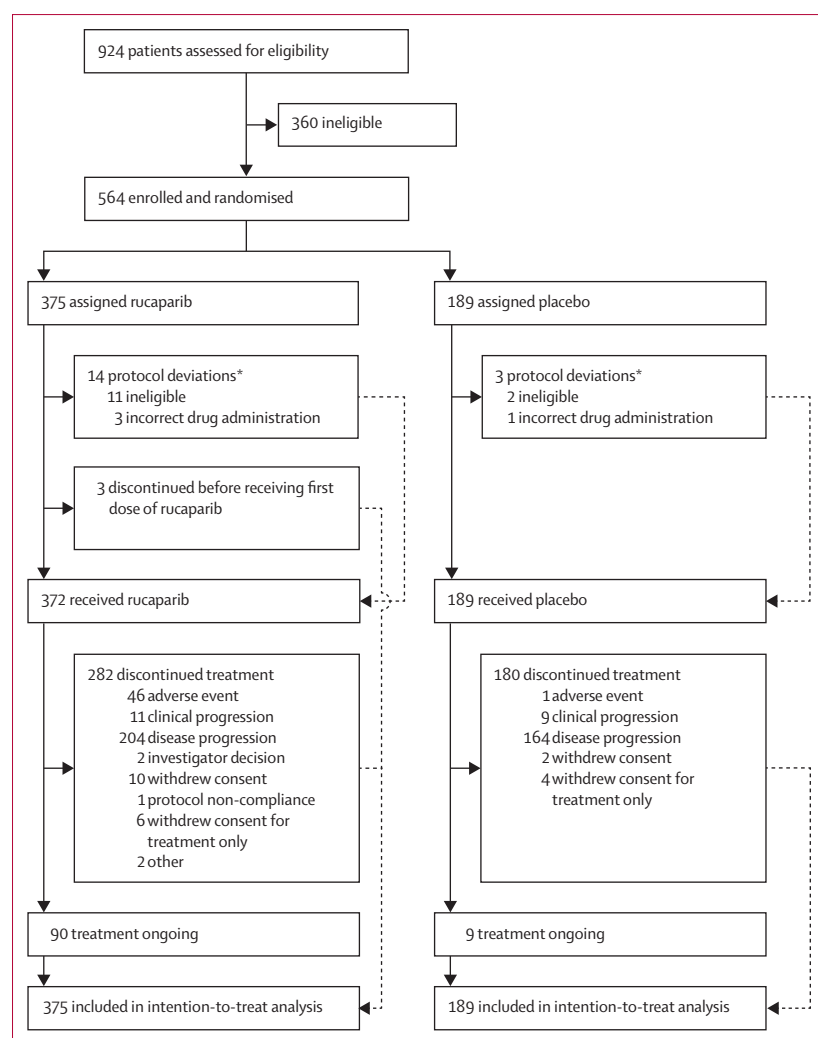 924 patients assessed for eligibility
360 ineligible
564 enrolled and randomised
375 assigned rucaparib
189 assigned placebo
14 protocol deviations*
11 ineligible
3 incorrect drug administration
3 protocol deviations*
2 ineligible
1 incorrect drug administration
3 discontinued before receiving first
dose of rucaparib
372 received rucaparib
189 received placebo
282 discontinued treatment
46 adverse event
11 clinical progression
204 disease progression
2 investigator decision
10 withdrew consent
1 protocol non-compliance
6 withdrew consent for
treatment only
2 other
180 discontinued treatment
1 adverse event
9 clinical progression
164 disease progression
2 withdrew consent
4 withdrew consent for
treatment only
90 treatment ongoing
9 treatment ongoing
375 included in intention-to-treat analysis
189 included in intention-to-treat analysis